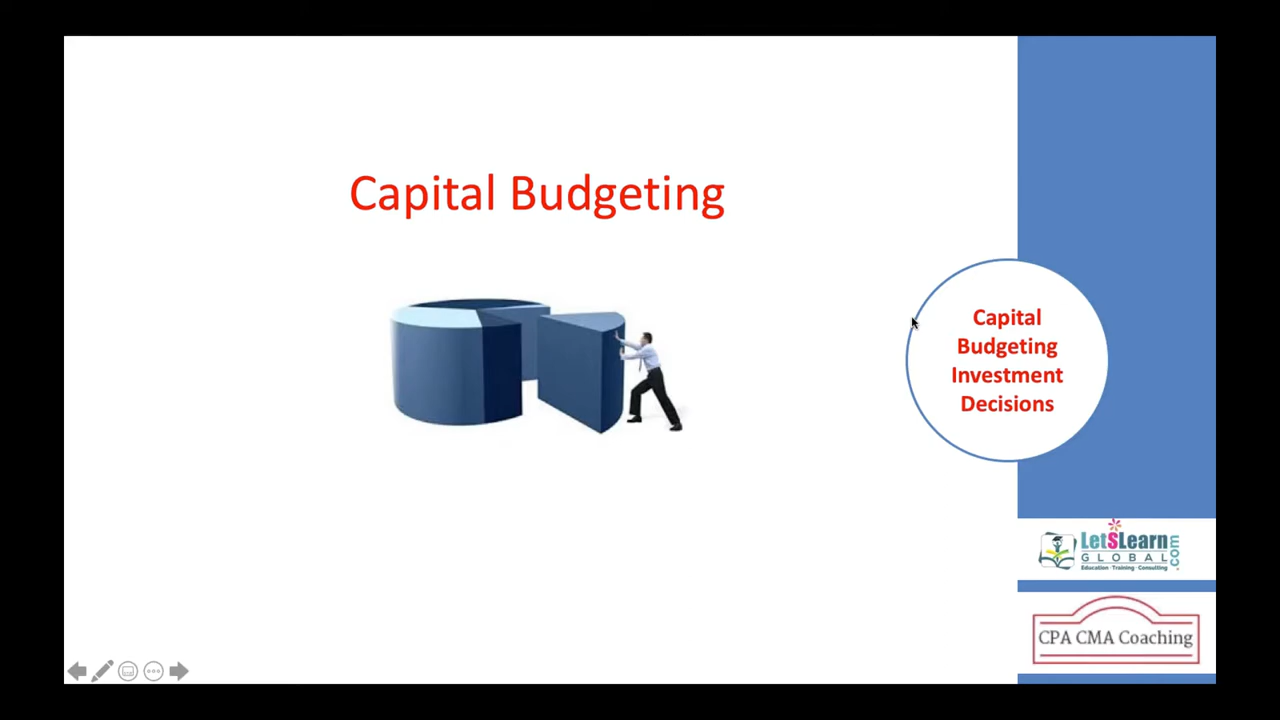 Capital Budgeting
Capital
Budgeting
Investment
Decisions
LetSLearn
GLOBAL
.com
Education · Training · Consulting
CPA CMA Coaching